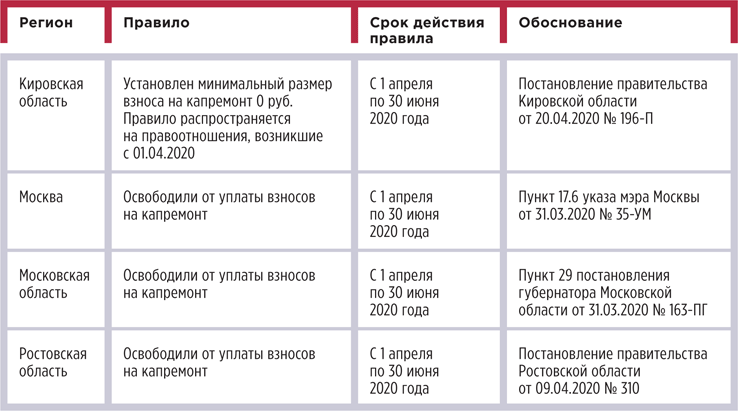 Регион
Правило
Срок действия
правила
Обоснование
Кировская
область
Установлен минимальный размер
взноса на капремонт 0 руб.
Правило распространяется
на правоотношения, возникшие
с 01.04.2020
С 1 апреля
по 30 июня
2020 года
Постановление правительства
Кировской области
от 20.04.2020 № 196-П
Москва
Освободили от уплаты взносов
на капремонт
С 1 апреля
по 30 июня
2020 года
Пункт 17.6 указа мэра Москвы
от 31.03.2020 № 35-УМ
Московская
область
Освободили от уплаты взносов
на капремонт
С 1 апреля
по 30 июня
2020 года
Пункт 29 постановления
губернатора Московской
области от 31.03.2020 № 163-ПГ
Ростовская
область
Освободили от уплаты взносов
на капремонт
С 1 апреля
по 30 июня
2020 года
Постановление правительства
Ростовской области
от 09.04.2020 № 310